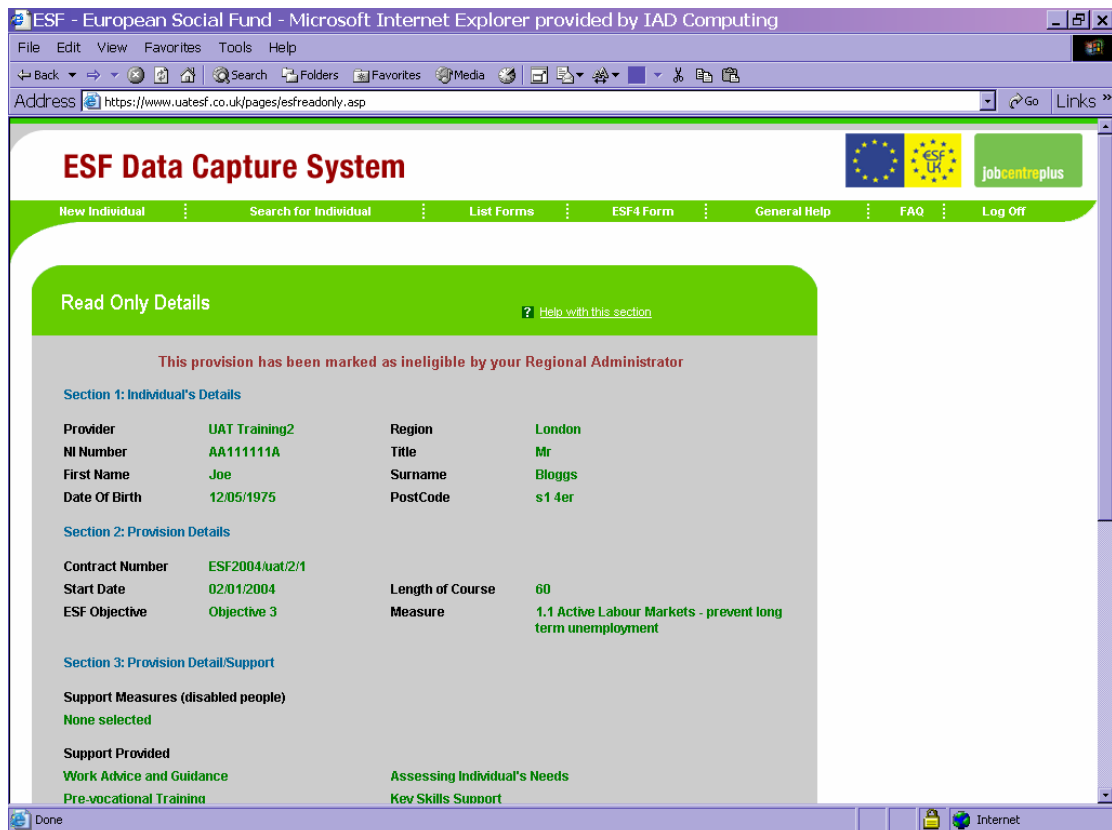 ESF - European Social Fund - Microsoft Internet Explorer provided by IAD Computing
File Edit View Favorites Tools Help
Back Search Folders Favorites Media
Address https://www.uatesf.co.uk/pages/esfreadonly.asp Go Links »
ESF Data Capture System
ESF UK
jobcentreplus
New Individual Search for Individual List Forms ESF4 Form General Help FAQ Log Off
Read Only Details
? Help with this section
This provision has been marked as ineligible by your Regional Administrator
Section 1: Individual's Details
Provider UAT Training2 Region London
NI Number AA111111A Title Mr
First Name Joe Surname Bloggs
Date Of Birth 12/05/1975 PostCode s1 4er
Section 2: Provision Details
Contract Number ESF2004/uat/2/1
Start Date 02/01/2004 Length of Course 60
ESF Objective Objective 3 Measure 1.1 Active Labour Markets - prevent long
term unemployment
Section 3: Provision Detail/Support
Support Measures (disabled people)
None selected
Support Provided
Work Advice and Guidance Assessing Individual's Needs
Pre-vocational Training Key Skills Support
Done Internet